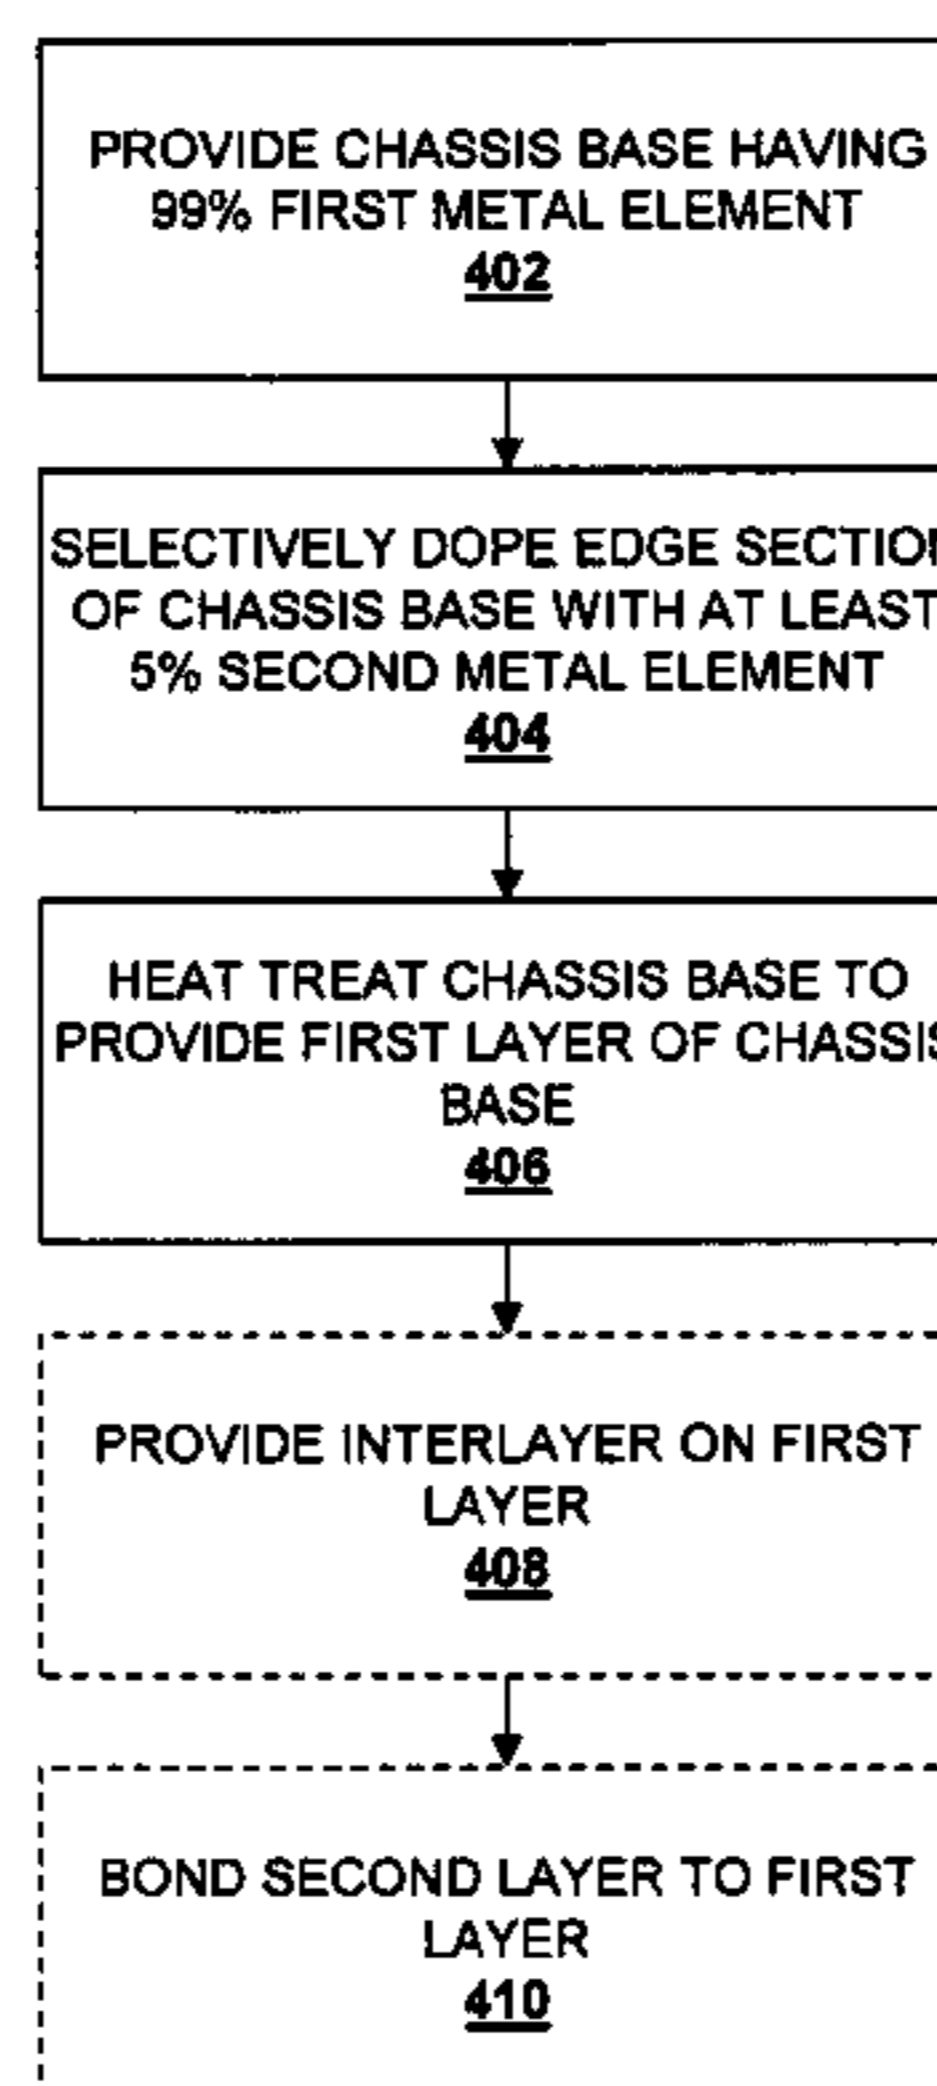 PROVIDE CHASSIS BASE HAVING
99% FIRST METAL ELEMENT
402
SELECTIVELY DOPE EDGE SECTION
OF CHASSIS BASE WITH AT LEAST
5% SECOND METAL ELEMENT
404
HEAT TREAT CHASSIS BASE TO
PROVIDE FIRST LAYER OF CHASSIS
BASE
406
PROVIDE INTERLAYER ON FIRST
LAYER
408
BOND SECOND LAYER TO FIRST
LAYER
410